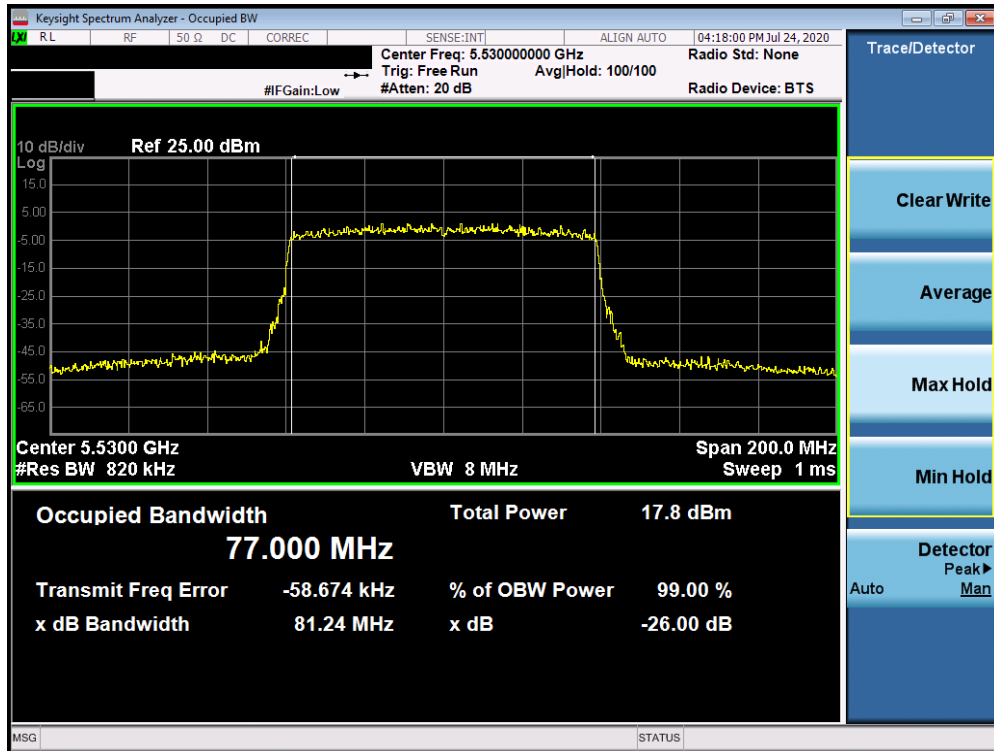 Keysight Spectrum Analyzer - Occupied BW
LXI RL RF 50 Ω DC CORREC SENSE:INT ALIGN AUTO 04:18:00 PM Jul 24, 2020
Center Freq: 5.530000000 GHz Radio Std: None
Trig: Free Run Avg|Hold: 100/100
#IFGain:Low #Atten: 20 dB Radio Device: BTS
10 dB/div Ref 25.00 dBm
Log
15.0
5.00
-5.00
-15.0
-25.0
-35.0
-45.0
-55.0
-65.0
Center 5.5300 GHz Span 200.0 MHz
#Res BW 820 kHz VBW 8 MHz Sweep 1 ms
Occupied Bandwidth Total Power 17.8 dBm
77.000 MHz
Transmit Freq Error -58.674 kHz % of OBW Power 99.00 %
x dB Bandwidth 81.24 MHz x dB -26.00 dB
MSG STATUS
Trace/Detector
Clear Write
Average
Max Hold
Min Hold
Detector
Peak▶
Auto Man